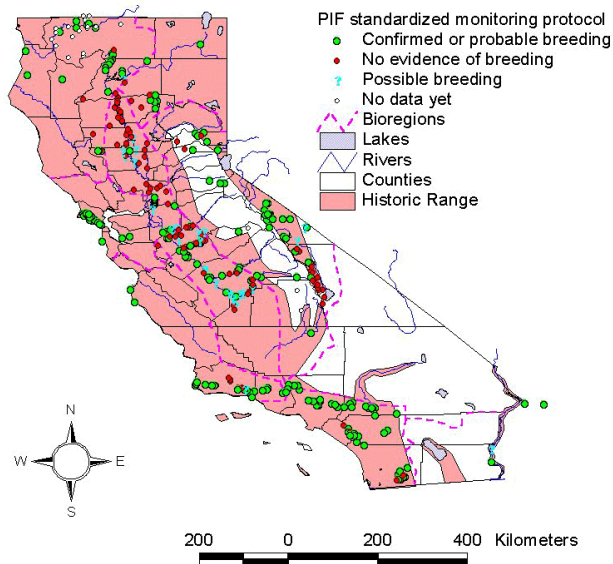 PIF standardized monitoring protocol
Confirmed or probable breeding
No evidence of breeding
? Possible breeding
No data yet
Bioregions
Lakes
Rivers
Counties
Historic Range
N
W E
S
200 0 200 400 Kilometers